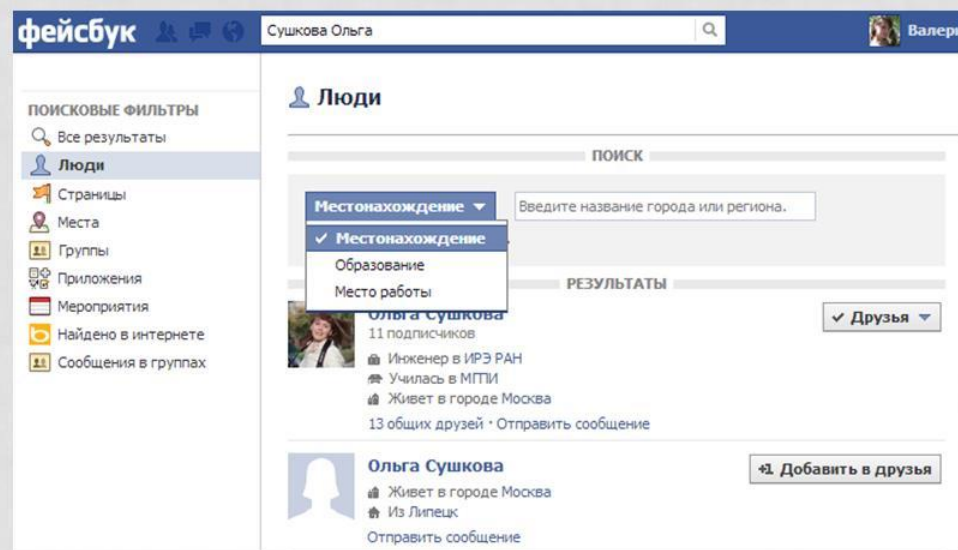 фейсбук
Сушкова Ольга
Валери
ПОИСКОВЫЕ ФИЛЬТРЫ
Все результаты
Люди
Страницы
Места
Группы
Приложения
Мероприятия
Найдено в интернете
Сообщения в группах
Люди
ПОИСК
Местонахождение
Введите название города или региона.
Местонахождение
Образование
Место работы
РЕЗУЛЬТАТЫ
Ольга Сушкова
11 подписчиков
Друзья
Инженер в ИРЭ РАН
Училась в МГПИ
Живет в городе Москва
13 общих друзей · Отправить сообщение
Ольга Сушкова
+1 Добавить в друзья
Живет в городе Москва
Из Липецк
Отправить сообщение